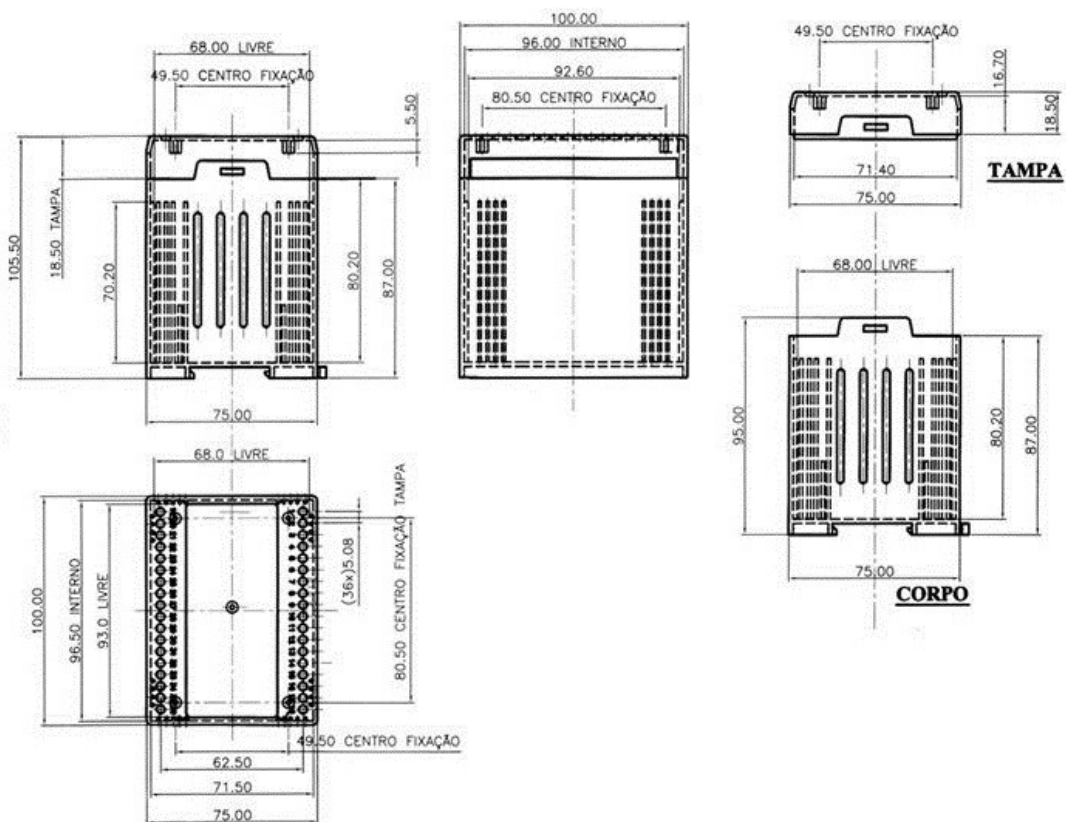 68.00 LIVRE
49.50 CENTRO FIXAÇÃO
5.50
105.50
18.50 TAMPA
70.20
80.20
87.00
75.00
100.00
96.00 INTERNO
92.60
80.50 CENTRO FIXAÇÃO
49.50 CENTRO FIXAÇÃO
16.70
18.50
71.40
75.00
TAMPA
68.00 LIVRE
95.00
80.20
87.00
75.00
CORPO
68.0 LIVRE
100.00
96.50 INTERNO
93.0 LIVRE
(36x)5.08
80.50 CENTRO FIXAÇÃO TAMPA
49.50 CENTRO FIXAÇÃO
62.50
71.50
75.00